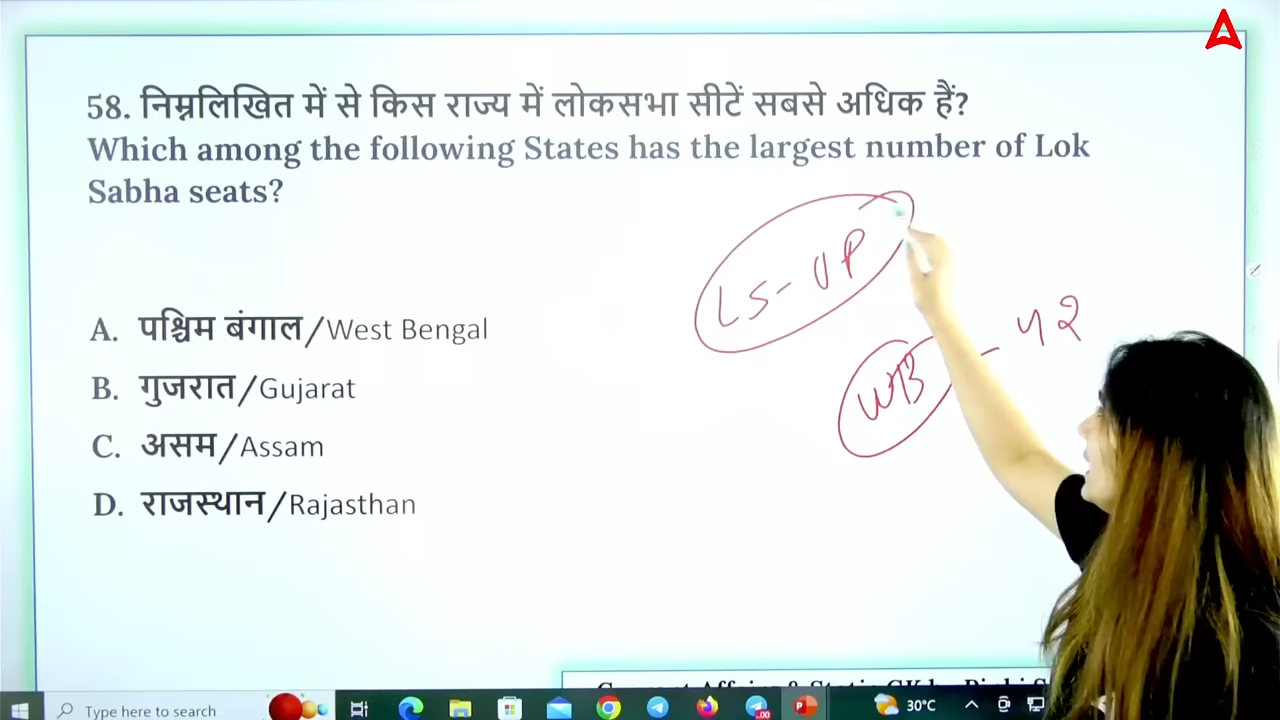 58. निम्नलिखित में से किस राज्य में लोकसभा सीटें सबसे अधिक हैं?
Which among the following States has the largest number of Lok
Sabha seats?
LS - UP
WB - 42
A. पश्चिम बंगाल/West Bengal
B. गुजरात/Gujarat
C. असम/Assam
D. राजस्थान/Rajasthan
Type here to search
30°C